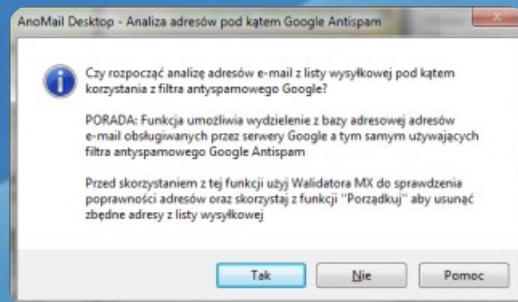 AnoMail Desktop - Analiza adresów pod kątem Google Antispam
Czy rozpocząć analizę adresów e-mail z listy wysyłkowej pod kątem
korzystania z filtra antyspamowego Google?
PORADA: Funkcja umożliwia wydzielenie z bazy adresowej adresów
e-mail obsługiwanych przez serwery Google a tym samym używających
filtra antyspamowego Google Antispam
Przed skorzystaniem z tej funkcji użyj Walidatora MX do sprawdzenia
poprawności adresów oraz skorzystaj z funkcji "Porządkuj" aby usunąć
zbędne adresy z listy wysyłkowej
Tak
Nie
Pomoc